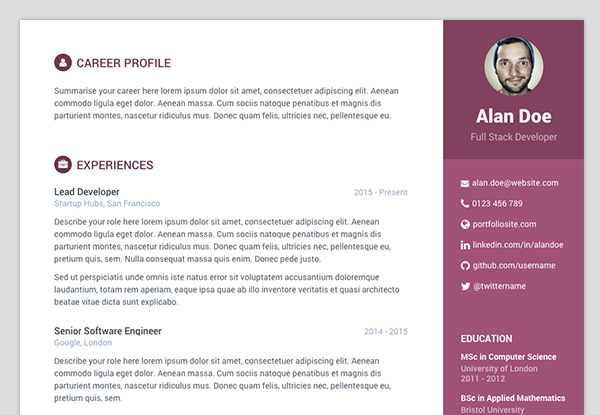 CAREER PROFILE
Summarise your career here lorem ipsum dolor sit amet, consectetuer adipiscing elit. Aenean
commodo ligula eget dolor. Aenean massa. Cum sociis natoque penatibus et magnis dis
parturient montes, nascetur ridiculus mus. Donec quam felis, ultricies nec, pellentesque eu.
EXPERIENCES
Lead Developer
2015 - Present
Startup Hubs, San Francisco
Describe your role here lorem ipsum dolor sit amet, consectetuer adipiscing elit. Aenean
commodo ligula eget dolor. Aenean massa. Cum sociis natoque penatibus et magnis dis
parturient montes, nascetur ridiculus mus. Donec quam felis, ultricies nec, pellentesque eu,
pretium quis, sem. Nulla consequat massa quis enim. Donec pede justo.
Sed ut perspiciatis unde omnis iste natus error sit voluptatem accusantium doloremque
laudantium, totam rem aperiam, eaque ipsa quae ab illo inventore veritatis et quasi architecto
beatae vitae dicta sunt explicabo.
Senior Software Engineer
2014 - 2015
Google, London
Describe your role here lorem ipsum dolor sit amet, consectetuer adipiscing elit. Aenean
commodo ligula eget dolor. Aenean massa. Cum sociis natoque penatibus et magnis dis
parturient montes, nascetur ridiculus mus. Donec quam felis, ultricies nec, pellentesque eu,
pretium quis, sem.
Alan Doe
Full Stack Developer
alan.doe@website.com
0123 456 789
portfoliosite.com
linkedin.com/in/alandoe
github.com/username
@twittername
EDUCATION
MSc in Computer Science
University of London
2011 - 2012
BSc in Applied Mathematics
Bristol University